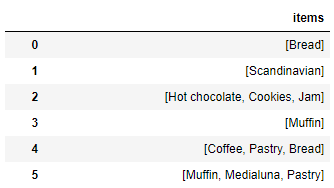 items
0 [Bread]
1 [Scandinavian]
2 [Hot chocolate, Cookies, Jam]
3 [Muffin]
4 [Coffee, Pastry, Bread]
5 [Muffin, Medialuna, Pastry]